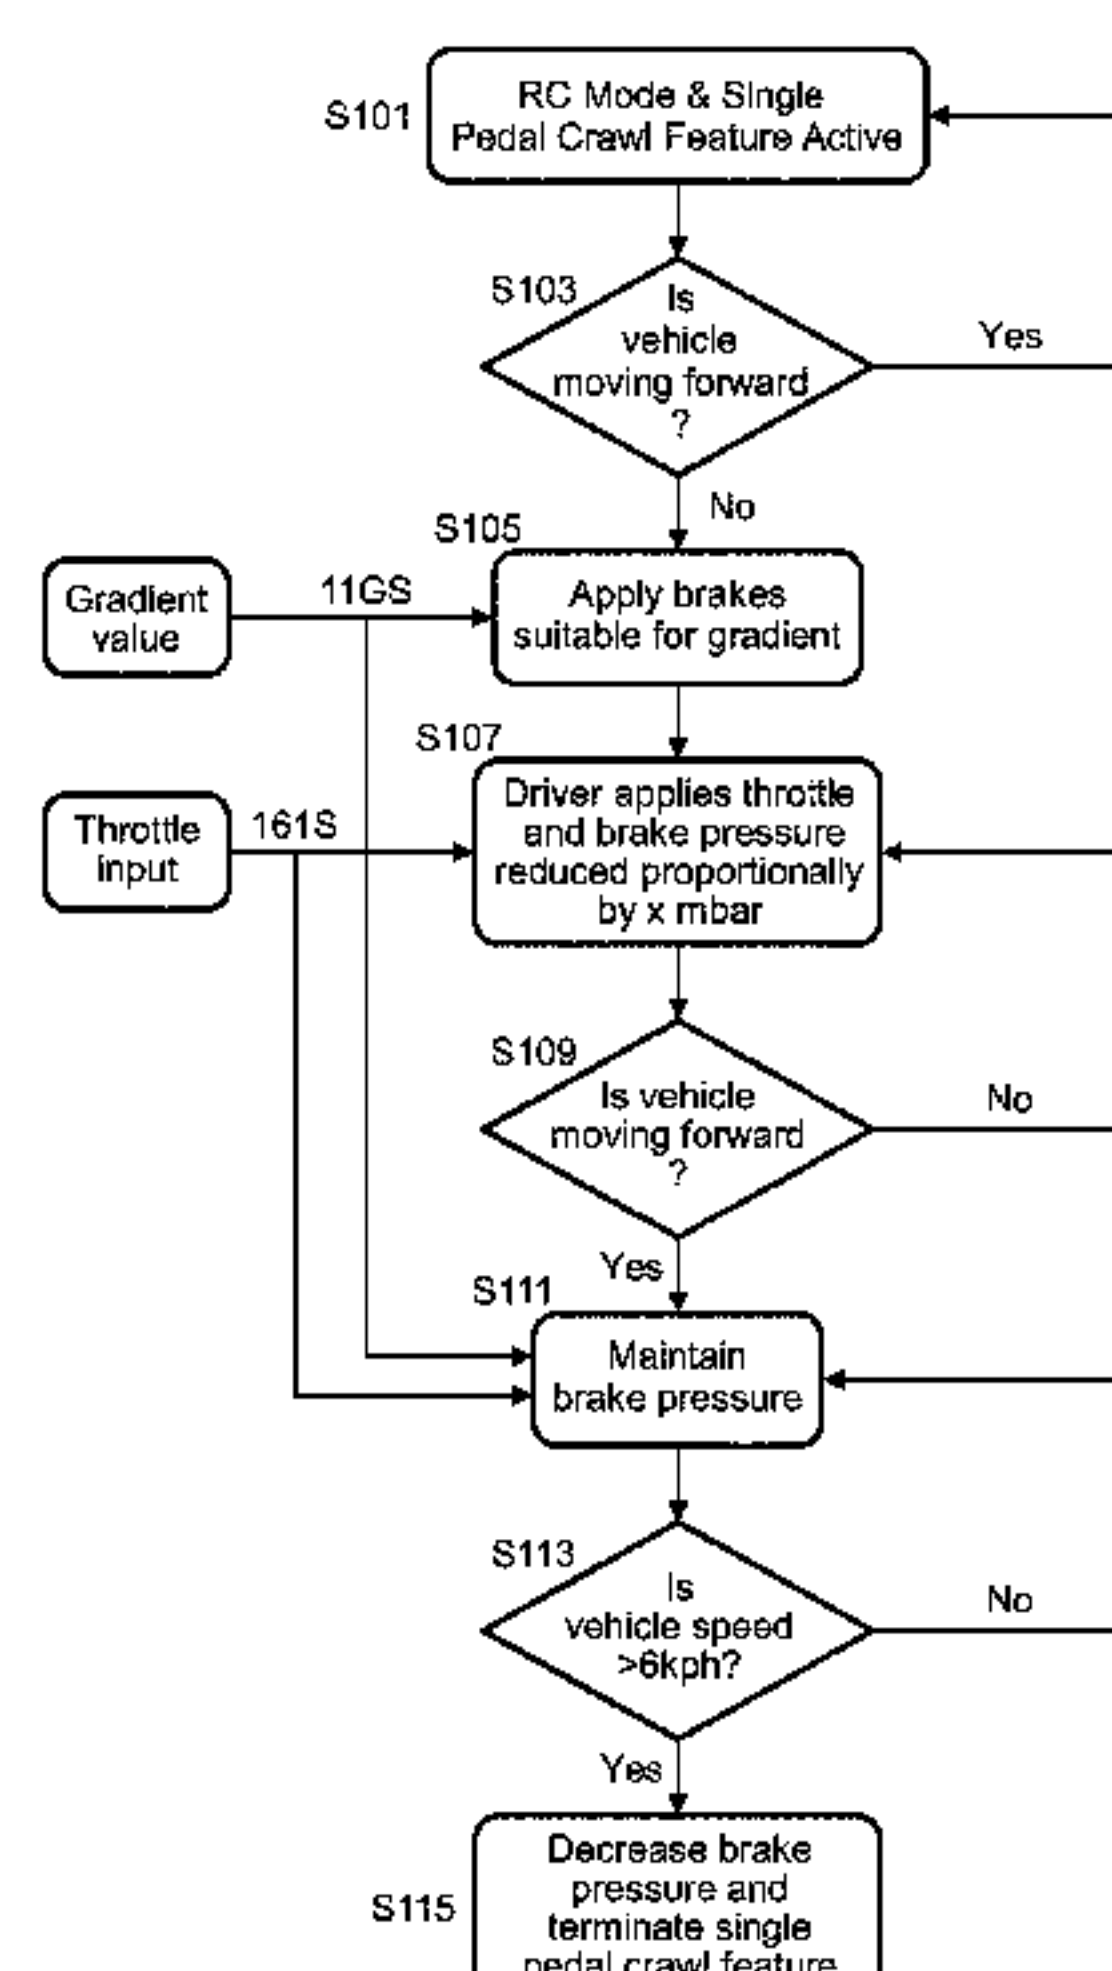 S101
RC Mode & Single
Pedal Crawl Feature Active
S103
Is
vehicle
moving forward
?
Yes
No
S105
Gradient
value
11GS
Apply brakes
suitable for gradient
S107
Throttle
input
161S
Driver applies throttle
and brake pressure
reduced proportionally
by x mbar
S109
Is vehicle
moving forward
?
No
Yes
S111
Maintain
brake pressure
S113
Is
vehicle speed
>6kph?
No
Yes
S115
Decrease brake
pressure and
terminate single
pedal crawl feature